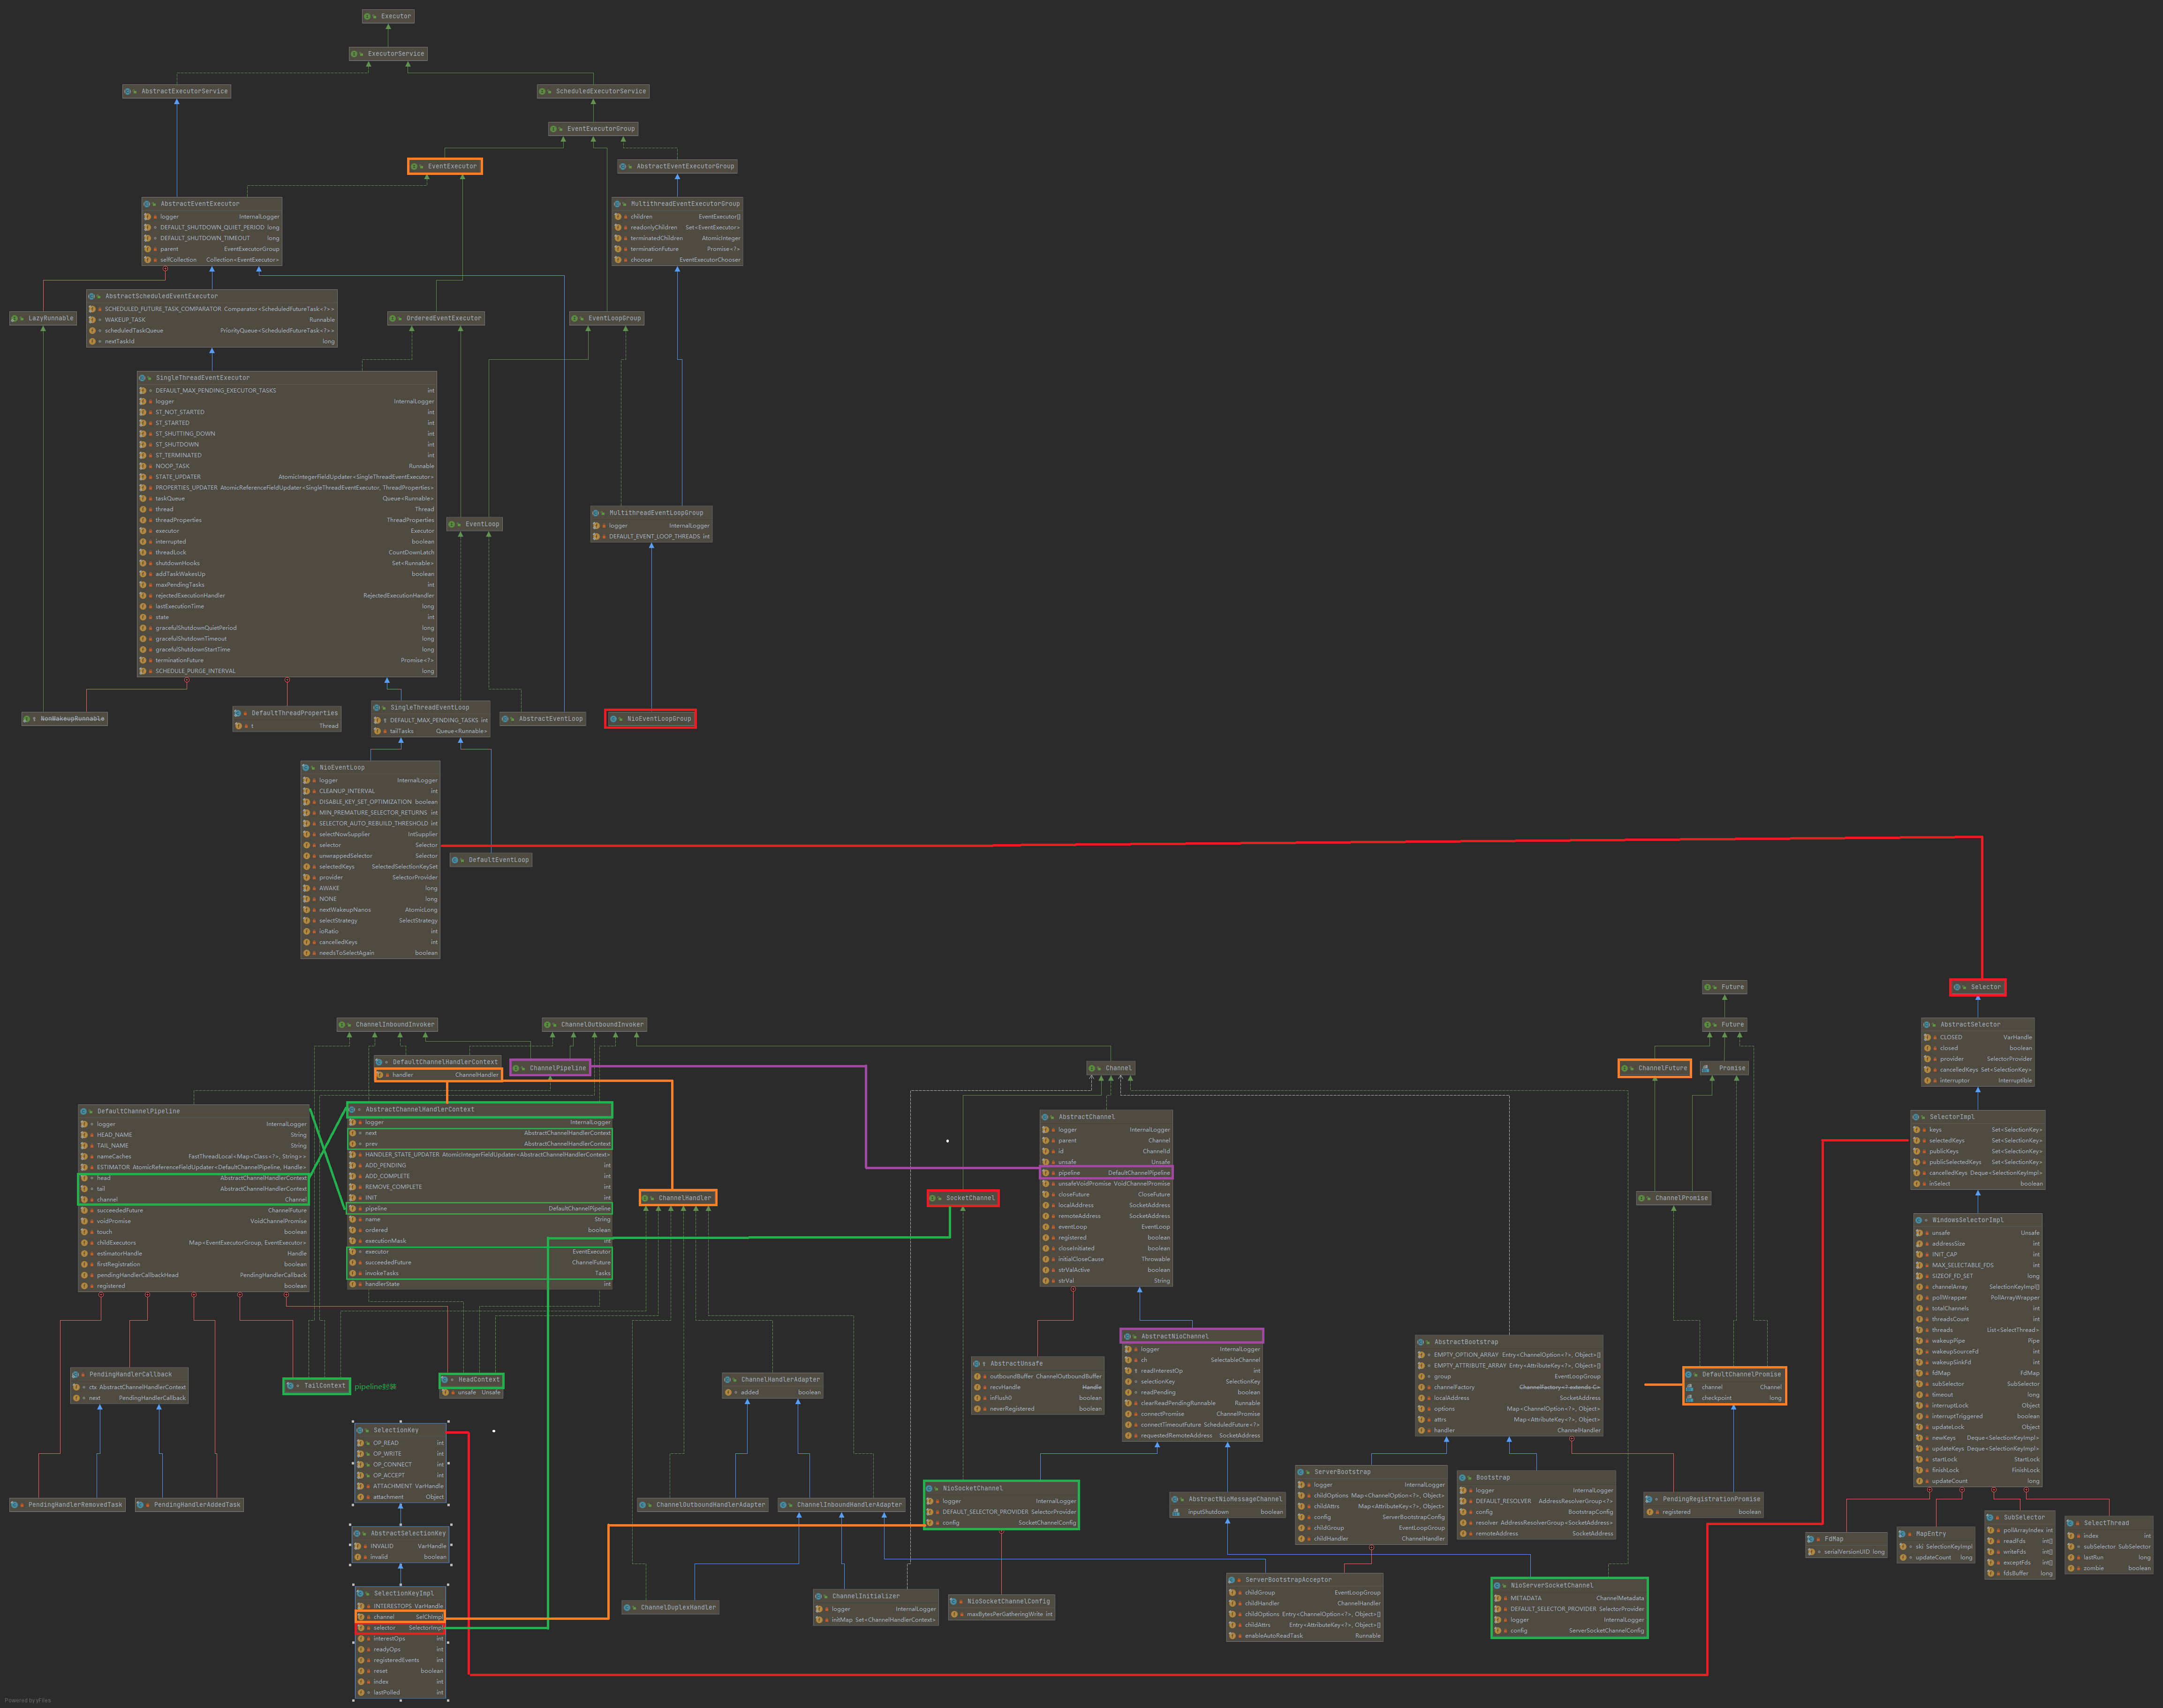 Executor
ExecutorService
AbstractExecutorService
ScheduledExecutorService
EventExecutorGroup
EventExecutor
AbstractEventExecutorGroup
AbstractEventExecutor
logger InternalLogger
DEFAULT_SHUTDOWN_QUIET_PERIOD long
DEFAULT_SHUTDOWN_TIMEOUT long
parent EventExecutorGroup
selfCollection Collection<EventExecutor>
MultithreadEventExecutorGroup
children EventExecutor[]
readonlyChildren Set<EventExecutor>
terminatedChildren AtomicInteger
terminationFuture Promise<?>
chooser EventExecutorChooser
LazyRunnable
AbstractScheduledEventExecutor
SCHEDULED_FUTURE_TASK_COMPARATOR Comparator<ScheduledFutureTask<?>>
WAKEUP_TASK Runnable
scheduledTaskQueue PriorityQueue<ScheduledFutureTask<?>>
nextTaskId long
OrderedEventExecutor
EventLoopGroup
SingleThreadEventExecutor
DEFAULT_MAX_PENDING_EXECUTOR_TASKS int
logger InternalLogger
ST_NOT_STARTED int
ST_STARTED int
ST_SHUTTING_DOWN int
ST_SHUTDOWN int
ST_TERMINATED int
NOOP_TASK Runnable
STATE_UPDATER AtomicIntegerFieldUpdater<SingleThreadEventExecutor>
PROPERTIES_UPDATER AtomicReferenceFieldUpdater<SingleThreadEventExecutor, ThreadProperties>
taskQueue Queue<Runnable>
thread Thread
threadProperties ThreadProperties
executor Executor
interrupted boolean
threadLock CountDownLatch
shutdownHooks Set<Runnable>
addTaskWakesUp boolean
maxPendingTasks int
rejectedExecutionHandler RejectedExecutionHandler
lastExecutionTime long
state int
gracefulShutdownQuietPeriod long
gracefulShutdownTimeout long
gracefulShutdownStartTime long
terminationFuture Promise<?>
SCHEDULE_PURGE_INTERVAL long
EventLoop
MultithreadEventLoopGroup
logger InternalLogger
DEFAULT_EVENT_LOOP_THREADS int
NonWakeupRunnable
DefaultThreadProperties
t Thread
SingleThreadEventLoop
DEFAULT_MAX_PENDING_TASKS int
tailTasks Queue<Runnable>
AbstractEventLoop
NioEventLoopGroup
NioEventLoop
logger InternalLogger
CLEANUP_INTERVAL int
DISABLE_KEY_SET_OPTIMIZATION boolean
MIN_PREMATURE_SELECTOR_RETURNS int
SELECTOR_AUTO_REBUILD_THRESHOLD int
selectNowSupplier IntSupplier
selector Selector
unwrappedSelector Selector
selectedKeys SelectedSelectionKeySet
provider SelectorProvider
AWAKE long
NONE long
nextWakeupNanos AtomicLong
selectStrategy SelectStrategy
ioRatio int
cancelledKeys int
needsToSelectAgain boolean
DefaultEventLoop
Future
Selector
ChannelInboundInvoker
ChannelOutboundInvoker
Future
AbstractSelector
CLOSED VarHandle
closed boolean
provider SelectorProvider
cancelledKeys Set<SelectionKey>
interruptor Interruptible
DefaultChannelHandlerContext
handler ChannelHandler
ChannelPipeline
Channel
ChannelFuture
Promise
DefaultChannelPipeline
logger InternalLogger
HEAD_NAME String
TAIL_NAME String
nameCaches FastThreadLocal<Map<Class<?>, String>>
ESTIMATOR AtomicReferenceFieldUpdater<DefaultChannelPipeline, Handle>
head AbstractChannelHandlerContext
tail AbstractChannelHandlerContext
channel Channel
succeededFuture ChannelFuture
voidPromise VoidChannelPromise
touch boolean
childExecutors Map<EventExecutorGroup, EventExecutor>
estimatorHandle Handle
firstRegistration boolean
pendingHandlerCallbackHead PendingHandlerCallback
registered boolean
AbstractChannelHandlerContext
logger InternalLogger
next AbstractChannelHandlerContext
prev AbstractChannelHandlerContext
HANDLER_STATE_UPDATER AtomicIntegerFieldUpdater<AbstractChannelHandlerContext>
ADD_PENDING int
ADD_COMPLETE int
REMOVE_COMPLETE int
INIT int
pipeline DefaultChannelPipeline
name String
ordered boolean
executionMask int
executor EventExecutor
succeededFuture ChannelFuture
invokeTasks Tasks
handlerState int
ChannelHandler
SocketChannel
AbstractChannel
logger InternalLogger
parent Channel
id ChannelId
unsafe Unsafe
pipeline DefaultChannelPipeline
unsafeVoidPromise VoidChannelPromise
closeFuture CloseFuture
localAddress SocketAddress
remoteAddress SocketAddress
eventLoop EventLoop
registered boolean
closeInitiated boolean
initialCloseCause Throwable
strValActive boolean
strVal String
ChannelPromise
SelectorImpl
keys Set<SelectionKey>
selectedKeys Set<SelectionKey>
publicKeys Set<SelectionKey>
publicSelectedKeys Set<SelectionKey>
cancelledKeys Deque<SelectionKeyImpl>
inSelect boolean
WindowsSelectorImpl
unsafe Unsafe
addressSize int
INIT_CAP int
MAX_SELECTABLE_FDS int
SIZEOF_FD_SET long
channelArray SelectionKeyImpl[]
pollWrapper PollArrayWrapper
totalChannels int
threadsCount int
threads List<SelectThread>
wakeupPipe Pipe
wakeupSourceFd int
wakeupSinkFd int
fdMap FdMap
subSelector SubSelector
timeout long
interruptLock Object
interruptTriggered boolean
updateLock Object
newKeys Deque<SelectionKeyImpl>
updateKeys Deque<SelectionKeyImpl>
startLock StartLock
finishLock FinishLock
updateCount long
PendingHandlerCallback
ctx AbstractChannelHandlerContext
next PendingHandlerCallback
TailContext
pipeline封装
HeadContext
unsafe Unsafe
ChannelHandlerAdapter
added boolean
AbstractUnsafe
outboundBuffer ChannelOutboundBuffer
recvHandle Handle
inFlush0 boolean
neverRegistered boolean
AbstractNioChannel
logger InternalLogger
ch SelectableChannel
readInterestOp int
selectionKey SelectionKey
readPending boolean
clearReadPendingRunnable Runnable
connectPromise ChannelPromise
connectTimeoutFuture ScheduledFuture<?>
requestedRemoteAddress SocketAddress
AbstractBootstrap
EMPTY_OPTION_ARRAY Entry<ChannelOption<?>, Object>[]
EMPTY_ATTRIBUTE_ARRAY Entry<AttributeKey<?>, Object>[]
group EventLoopGroup
channelFactory ChannelFactory<? extends C>
localAddress SocketAddress
options Map<ChannelOption<?>, Object>
attrs Map<AttributeKey<?>, Object>
handler ChannelHandler
DefaultChannelPromise
channel Channel
checkpoint long
SelectionKey
OP_READ int
OP_WRITE int
OP_CONNECT int
OP_ACCEPT int
ATTACHMENT VarHandle
attachment Object
PendingHandlerRemovedTask
PendingHandlerAddedTask
ChannelOutboundHandlerAdapter
ChannelInboundHandlerAdapter
NioSocketChannel
logger InternalLogger
DEFAULT_SELECTOR_PROVIDER SelectorProvider
config SocketChannelConfig
AbstractNioMessageChannel
inputShutdown boolean
ServerBootstrap
logger InternalLogger
childOptions Map<ChannelOption<?>, Object>
childAttrs Map<AttributeKey<?>, Object>
config ServerBootstrapConfig
childGroup EventLoopGroup
childHandler ChannelHandler
Bootstrap
logger InternalLogger
DEFAULT_RESOLVER AddressResolverGroup<?>
config BootstrapConfig
resolver AddressResolverGroup<SocketAddress>
remoteAddress SocketAddress
PendingRegistrationPromise
registered boolean
FdMap
serialVersionUID long
MapEntry
ski SelectionKeyImpl
updateCount long
SubSelector
pollArrayIndex int
readFds int[]
writeFds int[]
exceptFds int[]
fdsBuffer long
SelectThread
index int
subSelector SubSelector
lastRun long
zombie boolean
AbstractSelectionKey
INVALID VarHandle
invalid boolean
SelectionKeyImpl
INTERESTOPS VarHandle
channel SelChImpl
selector SelectorImpl
interestOps int
readyOps int
registeredEvents int
reset boolean
index int
lastPolled int
ChannelDuplexHandler
ChannelInitializer
logger InternalLogger
initMap Set<ChannelHandlerContext>
NioSocketChannelConfig
maxBytesPerGatheringWrite int
ServerBootstrapAcceptor
childGroup EventLoopGroup
childHandler ChannelHandler
childOptions Entry<ChannelOption<?>, Object>[]
childAttrs Entry<AttributeKey<?>, Object>[]
enableAutoReadTask Runnable
NioServerSocketChannel
METADATA ChannelMetadata
DEFAULT_SELECTOR_PROVIDER SelectorProvider
logger InternalLogger
config ServerSocketChannelConfig
Powered by yFiles